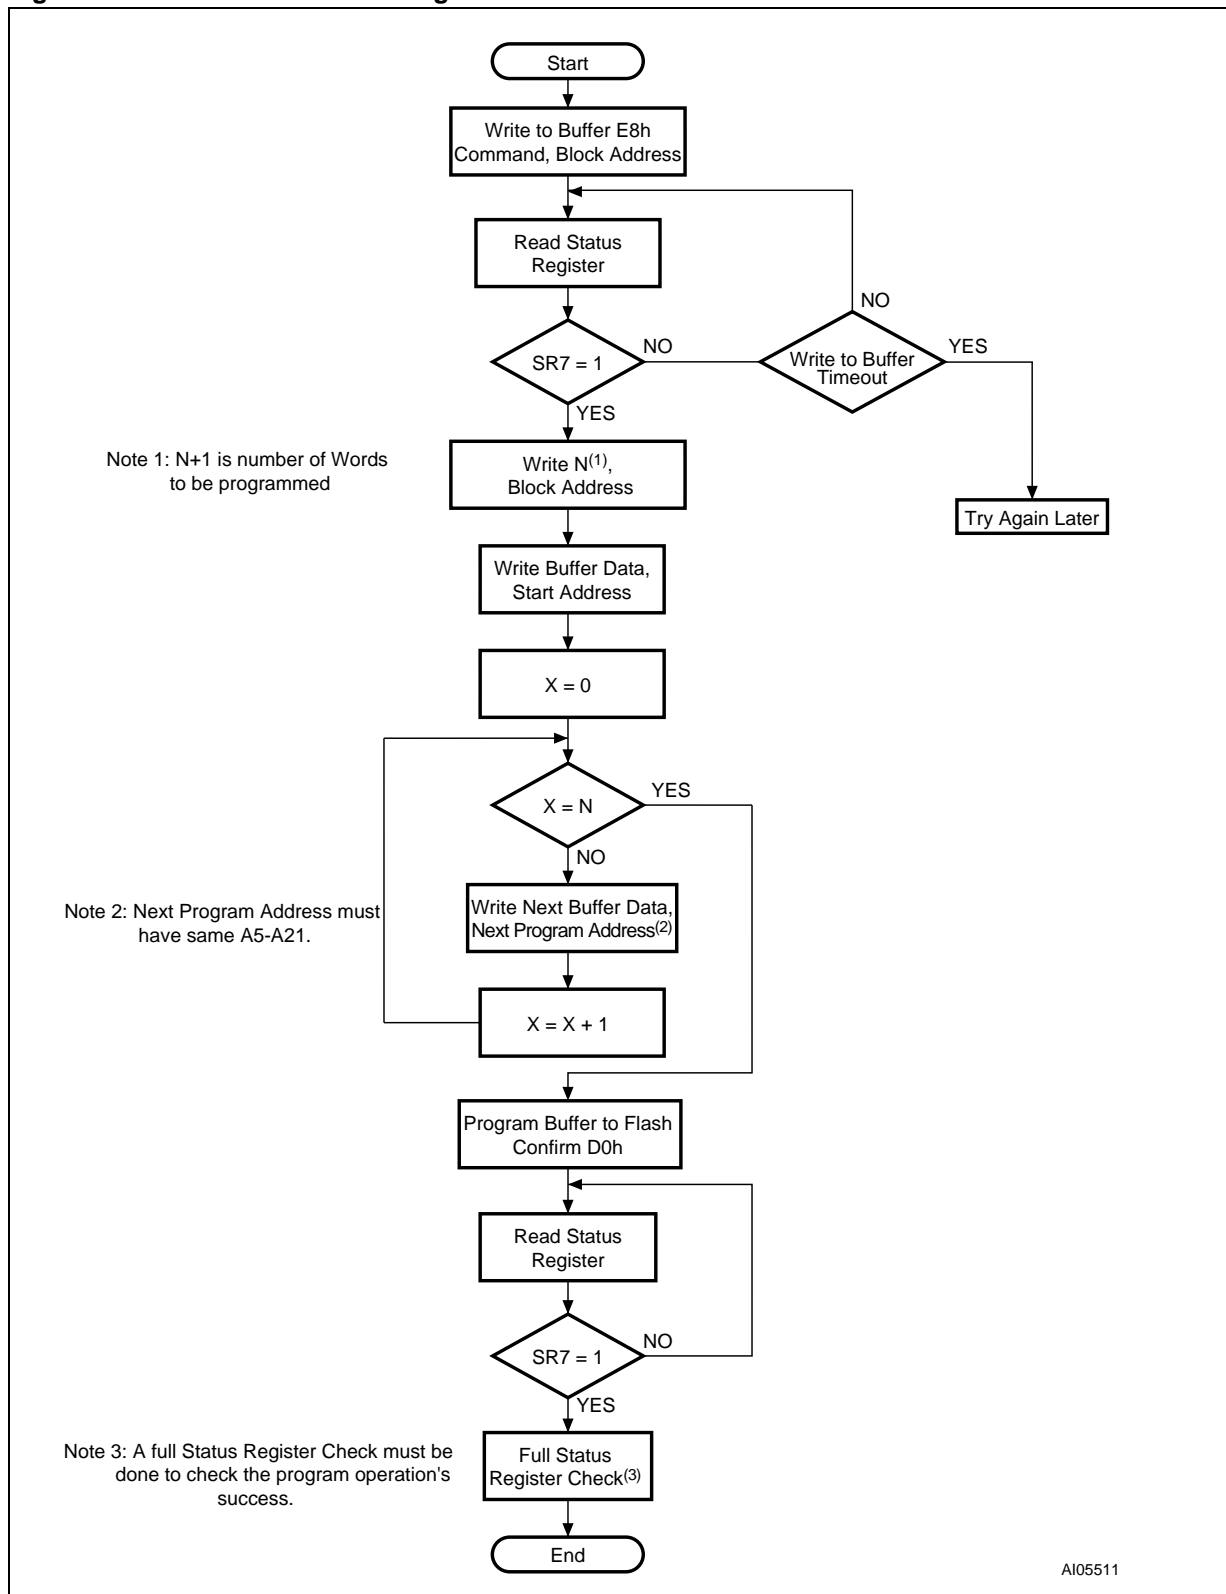 Start
Write to Buffer E8h
Command, Block Address
Read Status
Register
NO
SR7 = 1
NO
Write to Buffer
Timeout
YES
YES
Note 1: N+1 is number of Words
to be programmed
Write N(1),
Block Address
Try Again Later
Write Buffer Data,
Start Address
X = 0
X = N
YES
NO
Note 2: Next Program Address must
have same A5-A21.
Write Next Buffer Data,
Next Program Address(2)
X = X + 1
Program Buffer to Flash
Confirm D0h
Read Status
Register
SR7 = 1
NO
YES
Note 3: A full Status Register Check must be
done to check the program operation's
success.
Full Status
Register Check(3)
End
AI05511